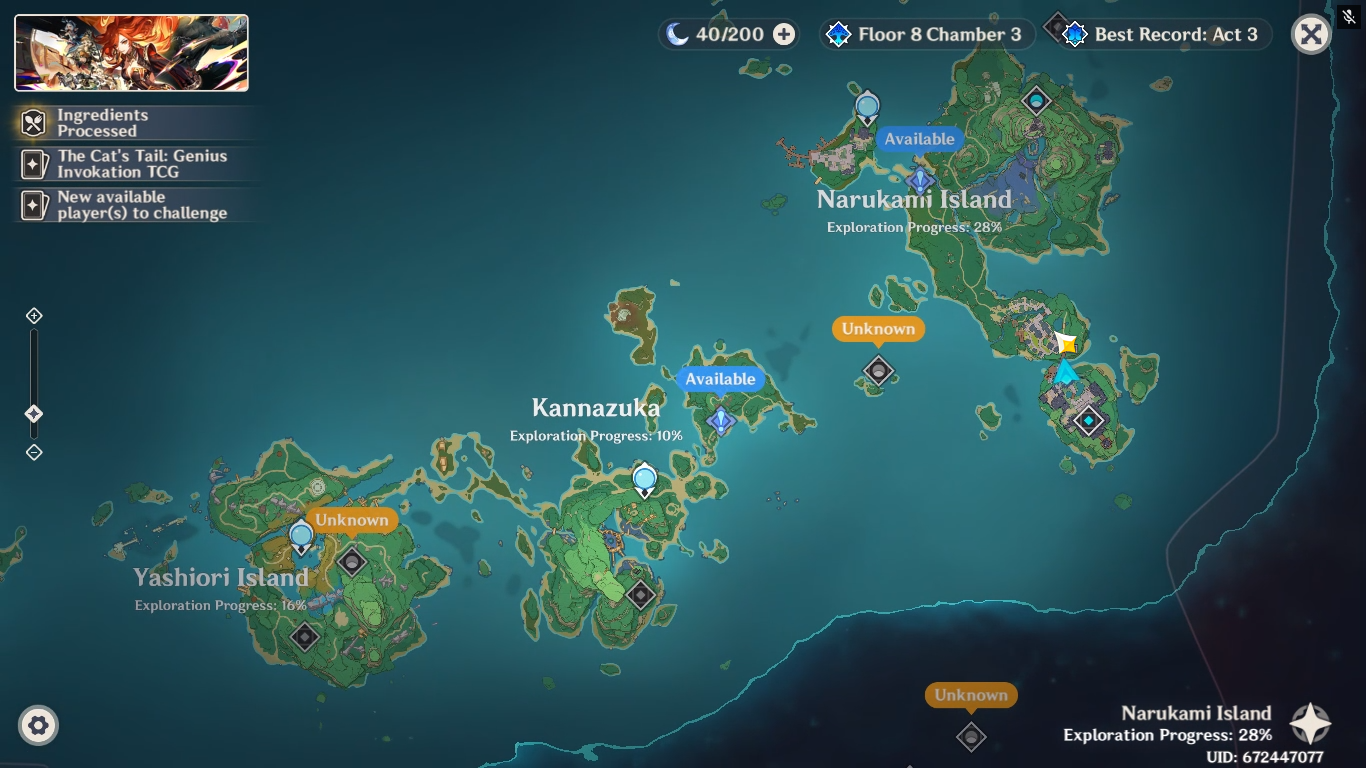 40/200
Floor 8 Chamber 3
Best Record: Act 3
Ingredients
Processed
The Cat's Tail: Genius
Invokation TCG
New available
player(s) to challenge
Available
Narukami Island
Exploration Progress: 28%
Unknown
Available
Kannazuka
Exploration Progress: 10%
Unknown
Yashiori Island
Exploration Progress: 16%
Unknown
Narukami Island
Exploration Progress: 28%
UID: 672447077